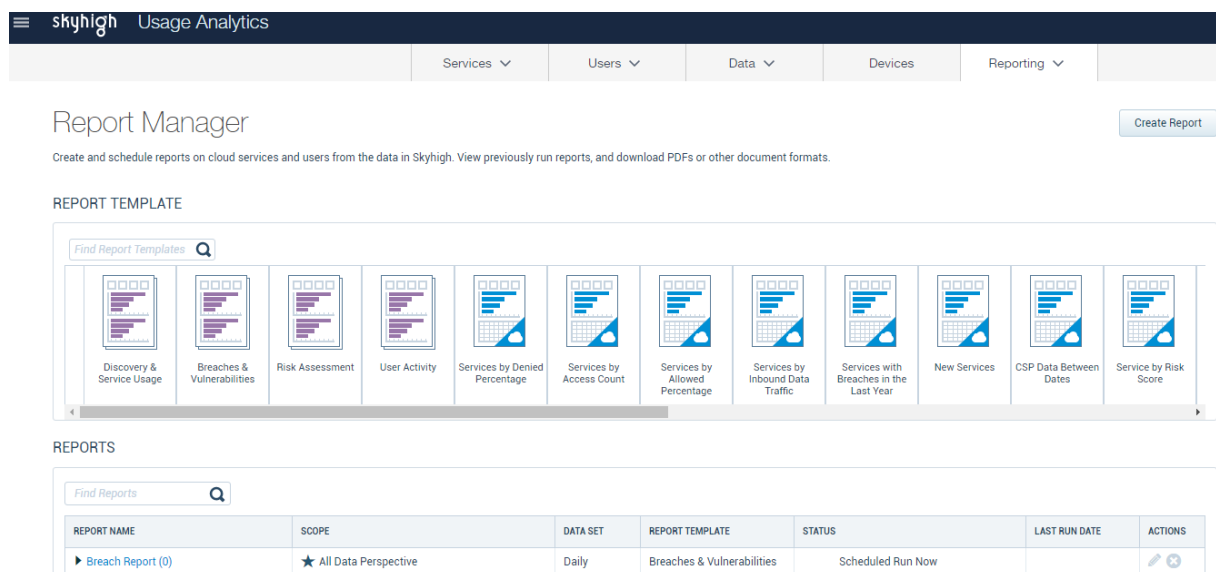 skyhigh Usage Analytics
Services Users Data Devices Reporting
Report Manager
Create Report
Create and schedule reports on cloud services and users from the data in Skyhigh. View previously run reports, and download PDFs or other document formats.
REPORT TEMPLATE
Find Report Templates
Discovery & Service Usage
Breaches & Vulnerabilities
Risk Assessment
User Activity
Services by Denied Percentage
Services by Access Count
Services by Allowed Percentage
Services by Inbound Data Traffic
Services with Breaches in the Last Year
New Services
CSP Data Between Dates
Service by Risk Score
REPORTS
Find Reports
REPORT NAME SCOPE DATA SET REPORT TEMPLATE STATUS LAST RUN DATE ACTIONS
Breach Report (0) All Data Perspective Daily Breaches & Vulnerabilities Scheduled Run Now